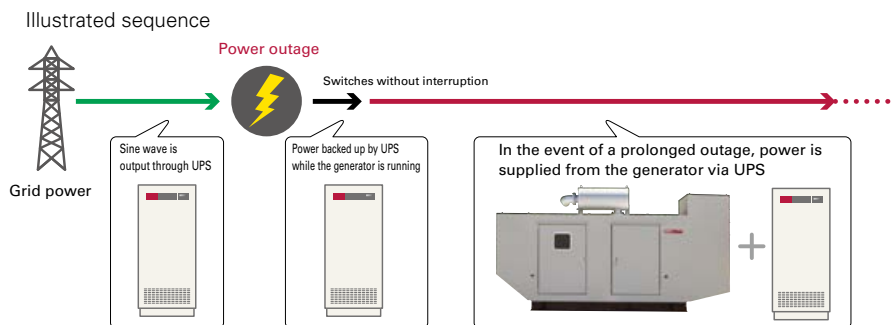 Illustrated sequence
Power outage
Switches without interruption
Grid power
Sine wave is
output through UPS
Power backed up by UPS
while the generator is running
In the event of a prolonged outage, power is
supplied from the generator via UPS